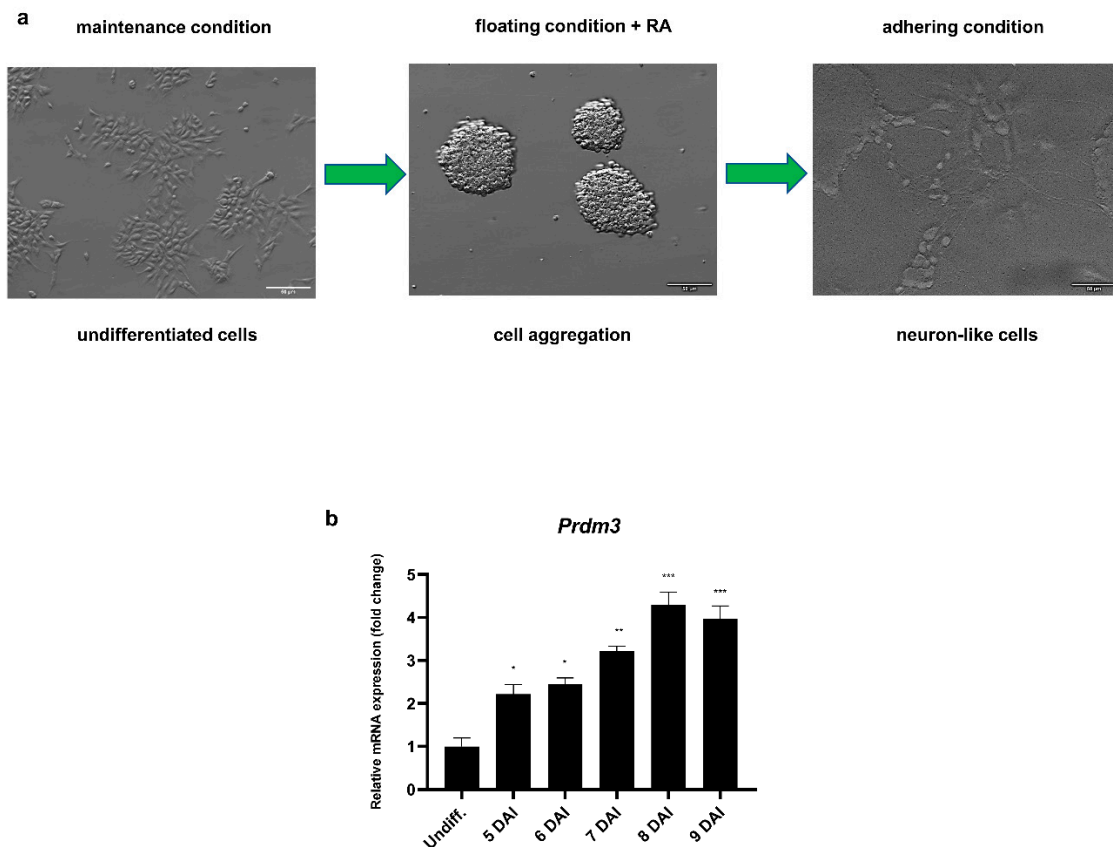 a
maintenance condition
floating condition + RA
adhering condition
undifferentiated cells
cell aggregation
neuron-like cells
b
Prdm3
Relative mRNA expression (fold change)
5
4
3
2
1
0
*
*
**
***
***
Undiff.
5 DAI
6 DAI
7 DAI
8 DAI
9 DAI